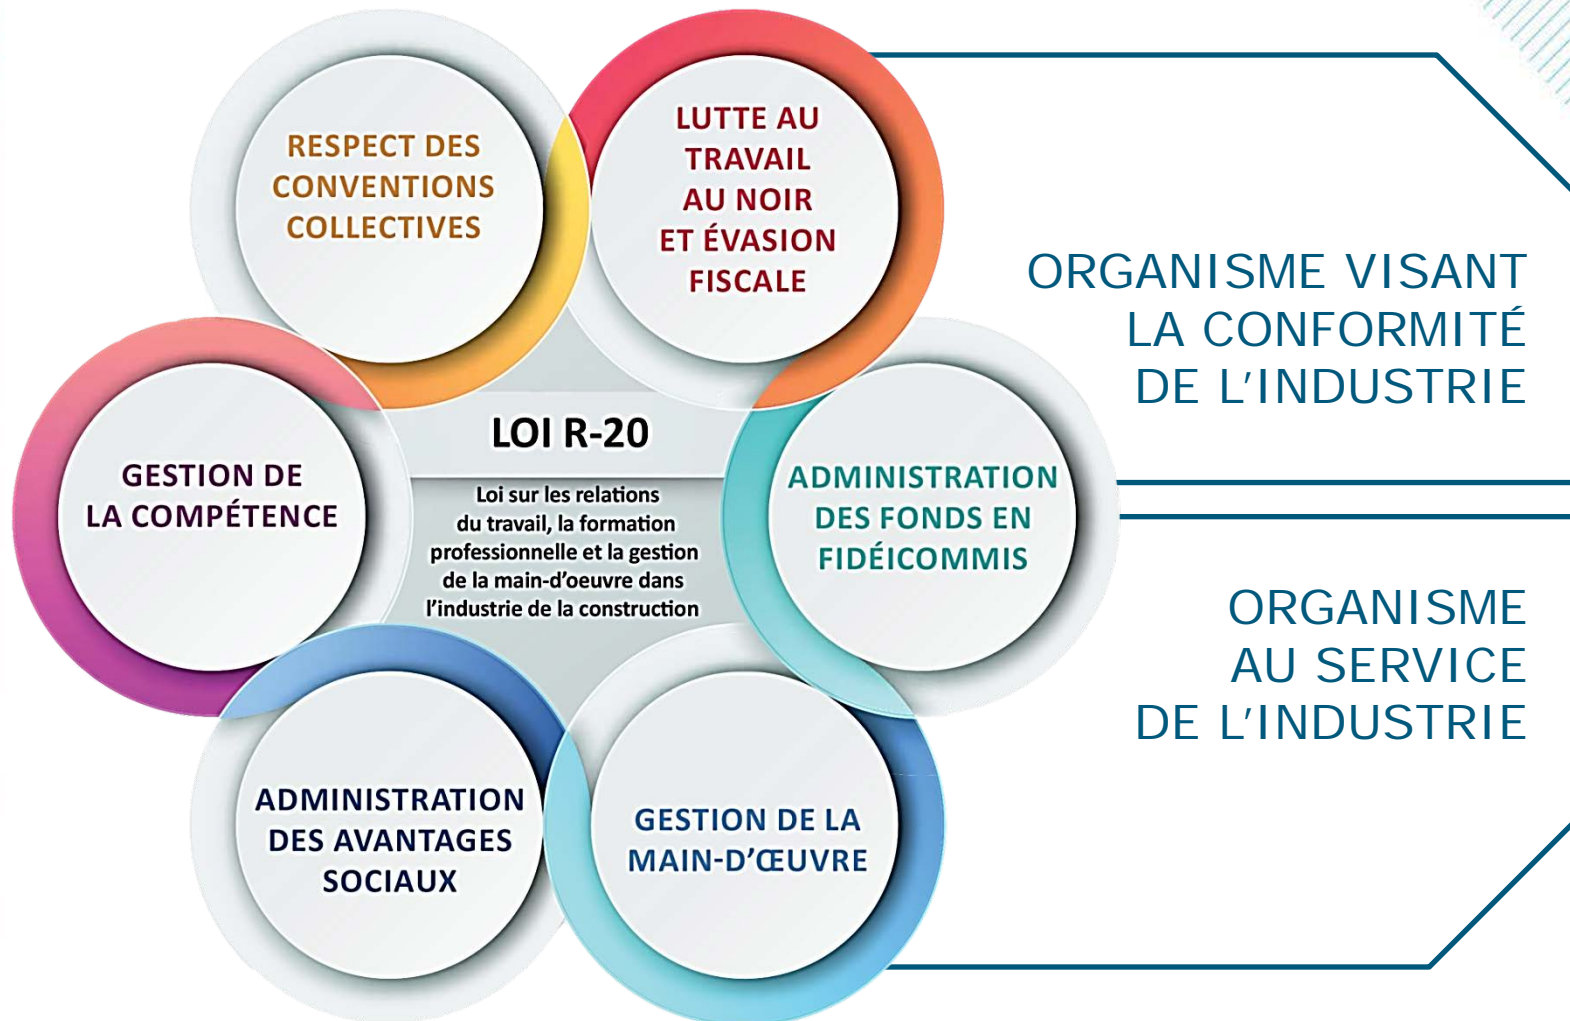 RESPECT DES
CONVENTIONS
COLLECTIVES
LUTTE AU
TRAVAIL
AU NOIR
ET ÉVASION
FISCALE
ORGANISME VISANT
LA CONFORMITÉ
DE L'INDUSTRIE
GESTION DE
LA COMPÉTENCE
LOI R-20
Loi sur les relations
du travail, la formation
professionnelle et la gestion
de la main-d'oeuvre dans
l'industrie de la construction
ADMINISTRATION
DES FONDS EN
FIDÉICOMMIS
ORGANISME
AU SERVICE
DE L'INDUSTRIE
ADMINISTRATION
DES AVANTAGES
SOCIAUX
GESTION DE LA
MAIN-D'ŒUVRE